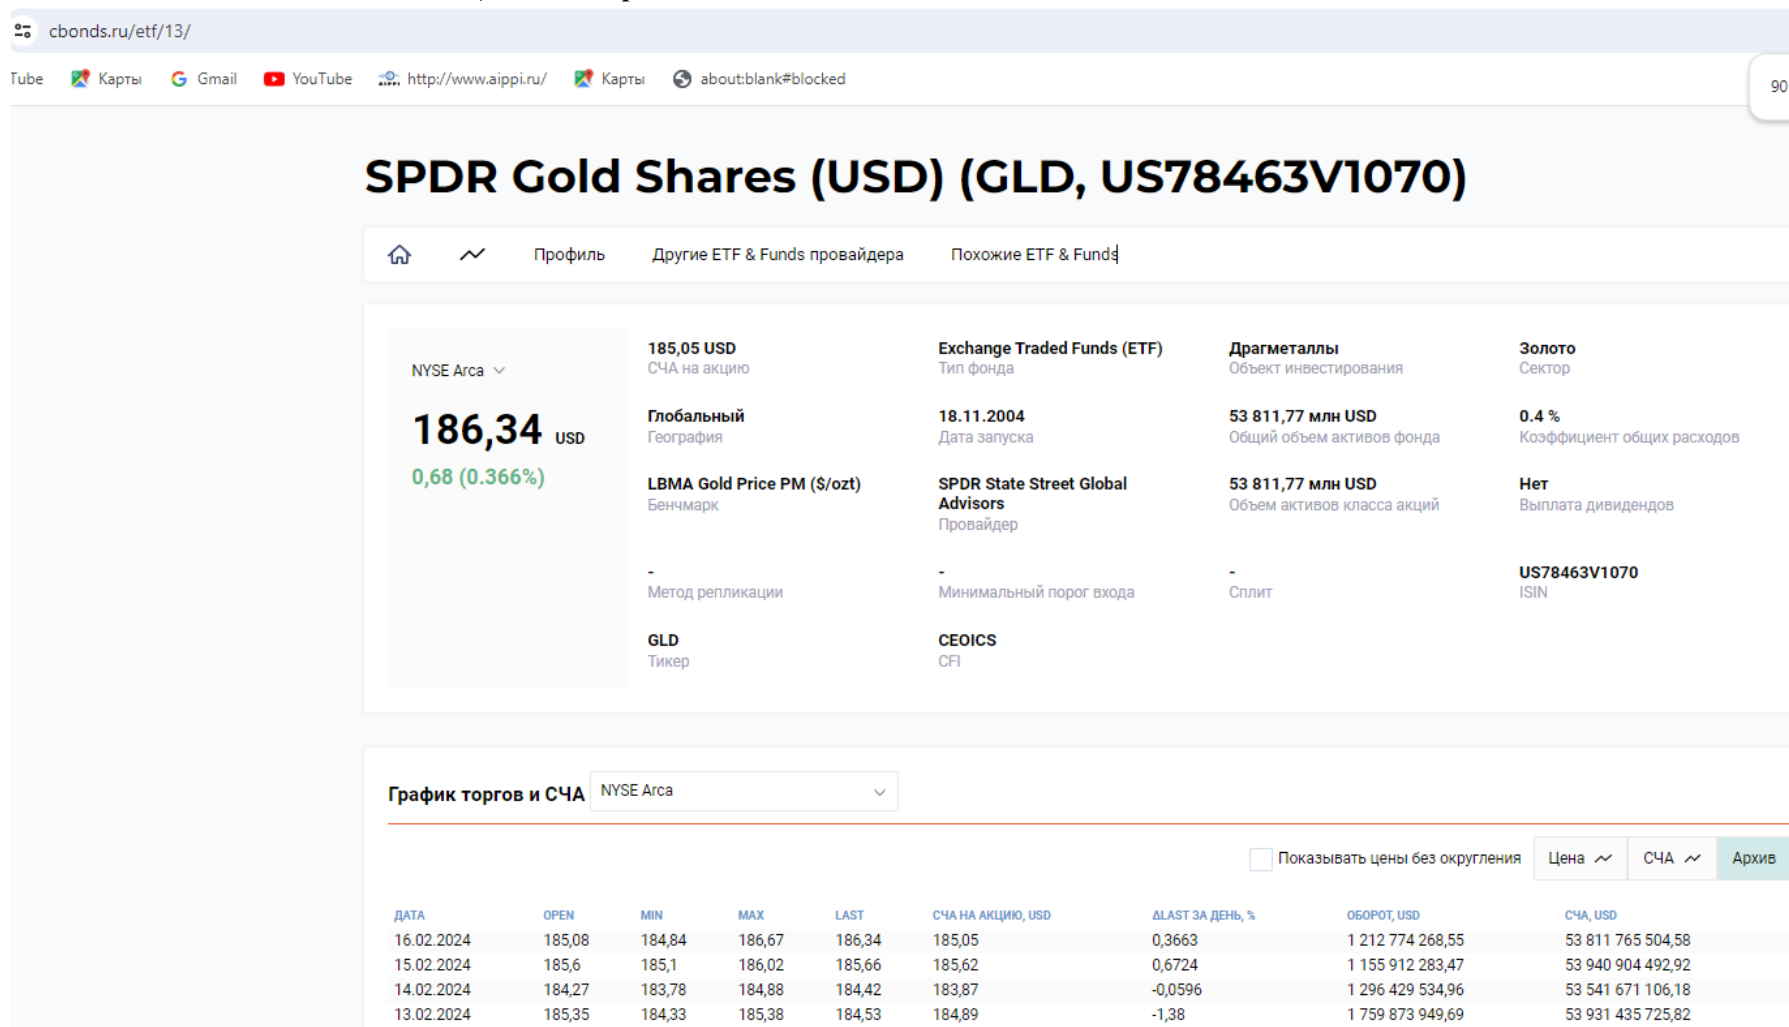 cbonds.ru/etf/13/
Tube Карты Gmail YouTube http://www.aippi.ru/ Карты about:blank#blocked
90
SPDR Gold Shares (USD) (GLD, US78463V1070)
Профиль Другие ETF & Funds провайдера Похожие ETF & Funds
NYSE Arca
186,34 USD
0,68 (0.366%)
185,05 USD Exchange Traded Funds (ETF) Драгметаллы Золото
СЧА на акцию Тип фонда Объект инвестирования Сектор
Глобальный 18.11.2004 53 811,77 млн USD 0.4 %
География Дата запуска Общий объем активов фонда Коэффициент общих расходов
LBMA Gold Price PM ($/ozt) SPDR State Street Global Advisors 53 811,77 млн USD Нет
Бенчмарк Провайдер Объем активов класса акций Выплата дивидендов
- - - US78463V1070
Метод репликации Минимальный порог входа Сплит ISIN
GLD CEOICS
Тикер CFI
График торгов и СЧА NYSE Arca
Показывать цены без округления Цена СЧА Архив
ДАТА OPEN MIN MAX LAST СЧА НА АКЦИЮ, USD ΔLAST ЗА ДЕНЬ, % ОБОРОТ, USD СЧА, USD
16.02.2024 185,08 184,84 186,67 186,34 185,05 0,3663 1 212 774 268,55 53 811 765 504,58
15.02.2024 185,6 185,1 186,02 185,66 185,62 0,6724 1 155 912 283,47 53 940 904 492,92
14.02.2024 184,27 183,78 184,88 184,42 183,87 -0,0596 1 296 429 534,96 53 541 671 106,18
13.02.2024 185,35 184,33 185,38 184,53 184,89 -1,38 1 759 873 949,69 53 931 435 725,82